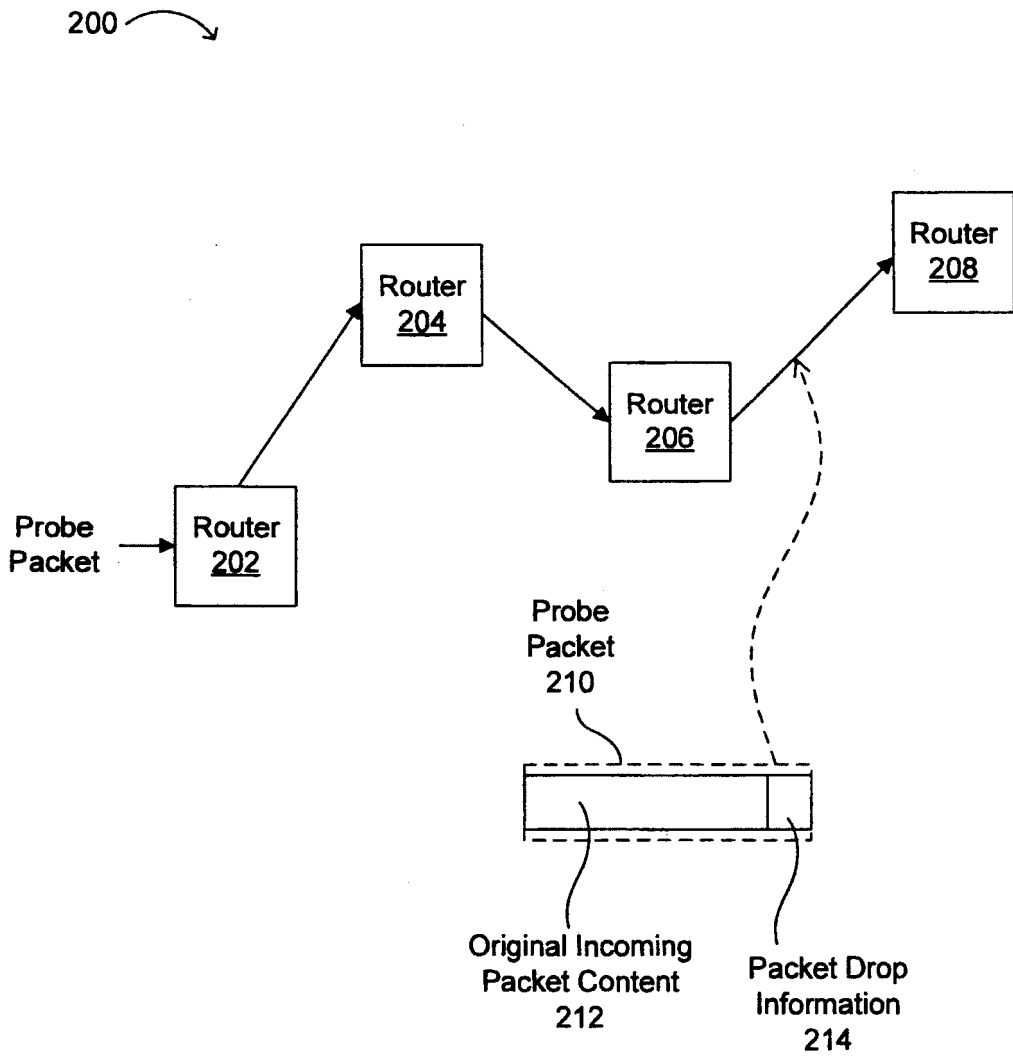 200
Router
208
Router
204
Router
206
Probe
Packet
Router
202
Probe
Packet
210
Original Incoming
Packet Content
212
Packet Drop
Information
214